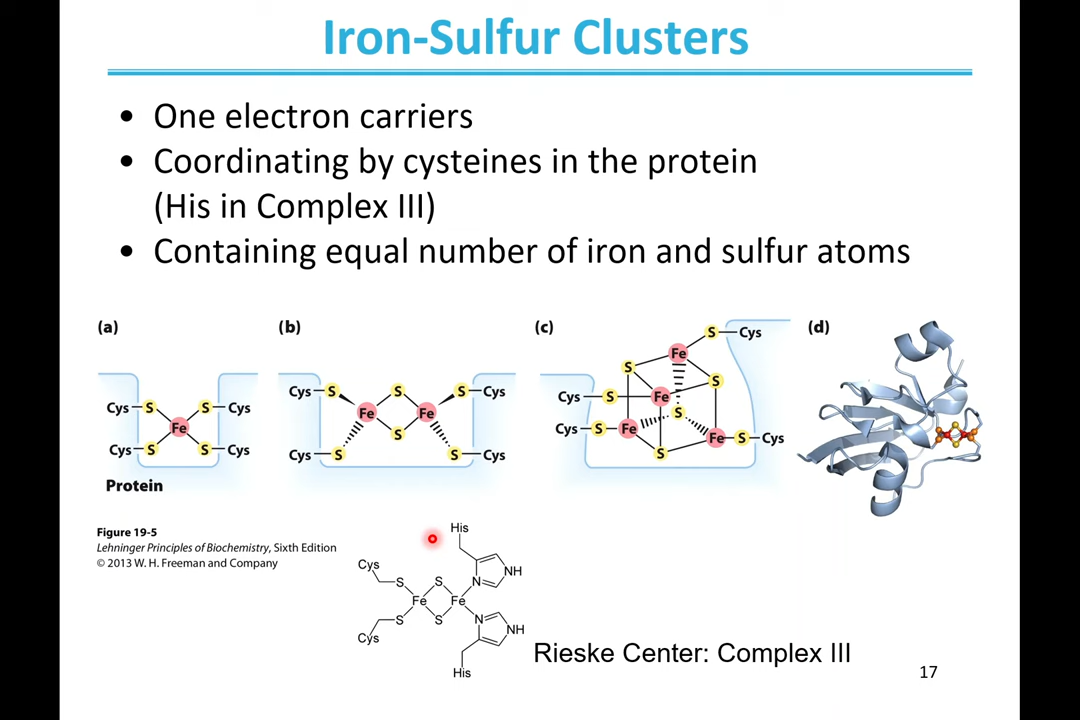 Iron-Sulfur Clusters
• One electron carriers
• Coordinating by cysteines in the protein
(His in Complex III)
• Containing equal number of iron and sulfur atoms
(a)
Cys S S Cys
Fe
Cys S S Cys
Protein
(b)
Cys S S S Cys
Fe Fe
S
Cys S S Cys
(c)
S Cys
Fe
S S
Cys S Fe
S
Cys S Fe Fe S Cys
S
(d)
Figure 19-5
Lehninger Principles of Biochemistry, Sixth Edition
© 2013 W. H. Freeman and Company
His
Cys
S S N NH
Fe Fe
S S N NH
Cys
His
Rieske Center: Complex III
17